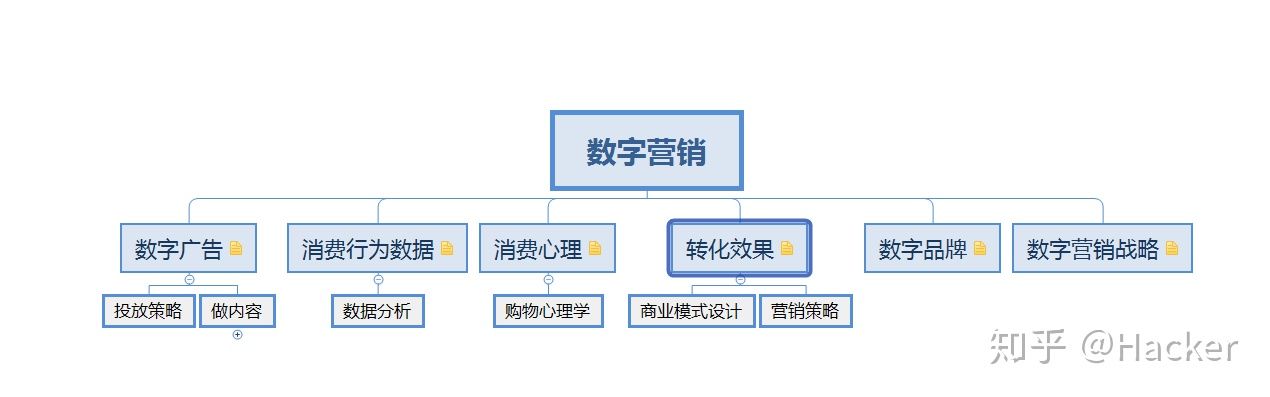 数字营销
数字广告
消费行为数据
消费心理
转化效果
数字品牌
数字营销战略
投放策略
做内容
数据分析
购物心理学
商业模式设计
营销策略
知乎 @Hacker